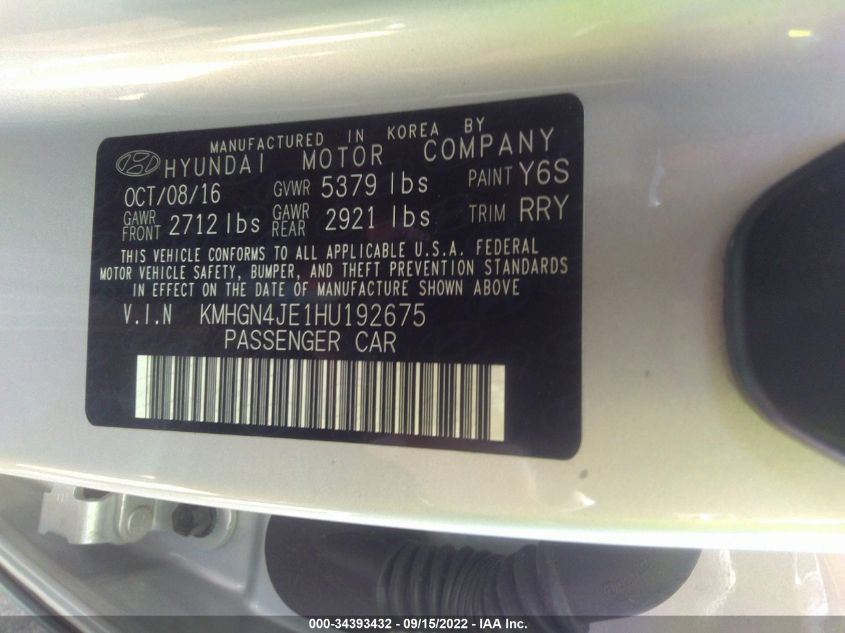 MANUFACTURED IN KOREA BY
HYUNDAI MOTOR COMPANY
OCT/08/16 GVWR 5379 lbs PAINT Y6S
GAWR FRONT 2712 lbs GAWR REAR 2921 lbs TRIM RRY
THIS VEHICLE CONFORMS TO ALL APPLICABLE U.S.A. FEDERAL
MOTOR VEHICLE SAFETY, BUMPER, AND THEFT PREVENTION STANDARDS
IN EFFECT ON THE DATE OF MANUFACTURE SHOWN ABOVE
V.I.N KMHGN4JE1HU192675
PASSENGER CAR
000-34393432 - 09/15/2022 - IAA Inc.